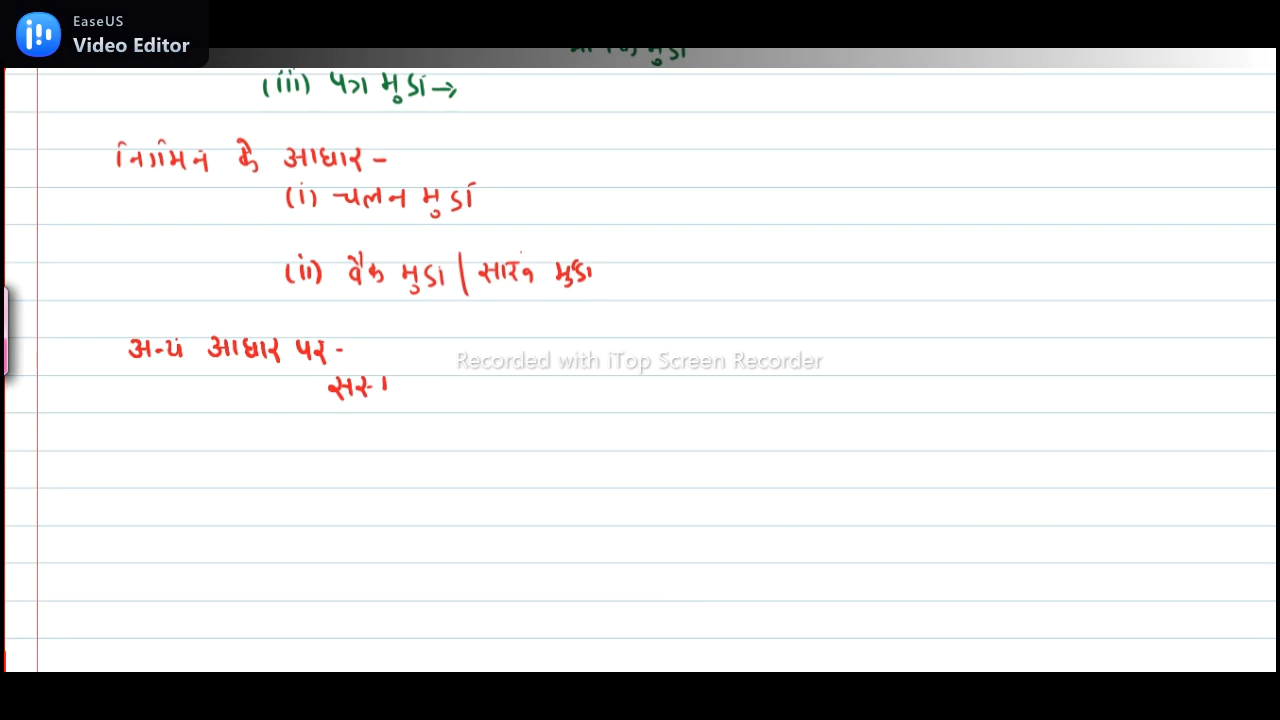 EaseUS
Video Editor
मुद्रा
(iii) पत्र मुद्रा →
निर्गमन के आधार -
(i) चलन मुद्रा
(ii) बैंक मुद्रा | साख मुद्रा
अन्य आधार पर -
Recorded with iTop Screen Recorder